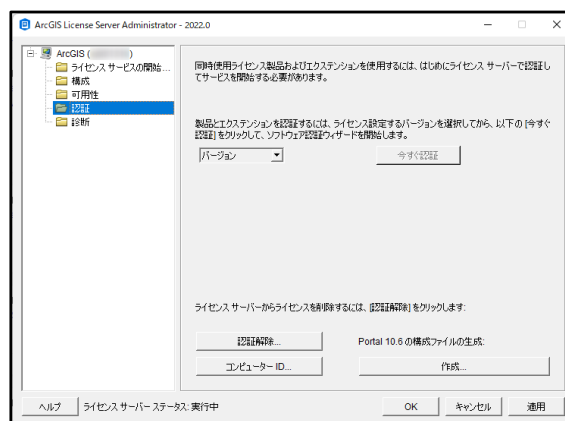 ArcGIS License Server Administrator - 2022.0
ArcGIS (
ライセンス サービスの開始...
構成
可用性
認証
診断
同時使用ライセンス製品およびエクステンションを使用するには、はじめにライセンス サーバーで認証し
てサービスを開始する必要があります。
製品とエクステンションを認証するには、ライセンス設定するバージョンを選択してから、以下の [今すぐ
認証] をクリックして、ソフトウェア認証ウィザードを開始します。
バージョン
今すぐ認証
ライセンス サーバーからライセンスを削除するには、[認証解除] をクリックします:
認証解除...
Portal 10.6 の構成ファイルの生成:
コンピューター ID...
作成...
ヘルプ
ライセンス サーバー ステータス: 実行中
OK
キャンセル
適用